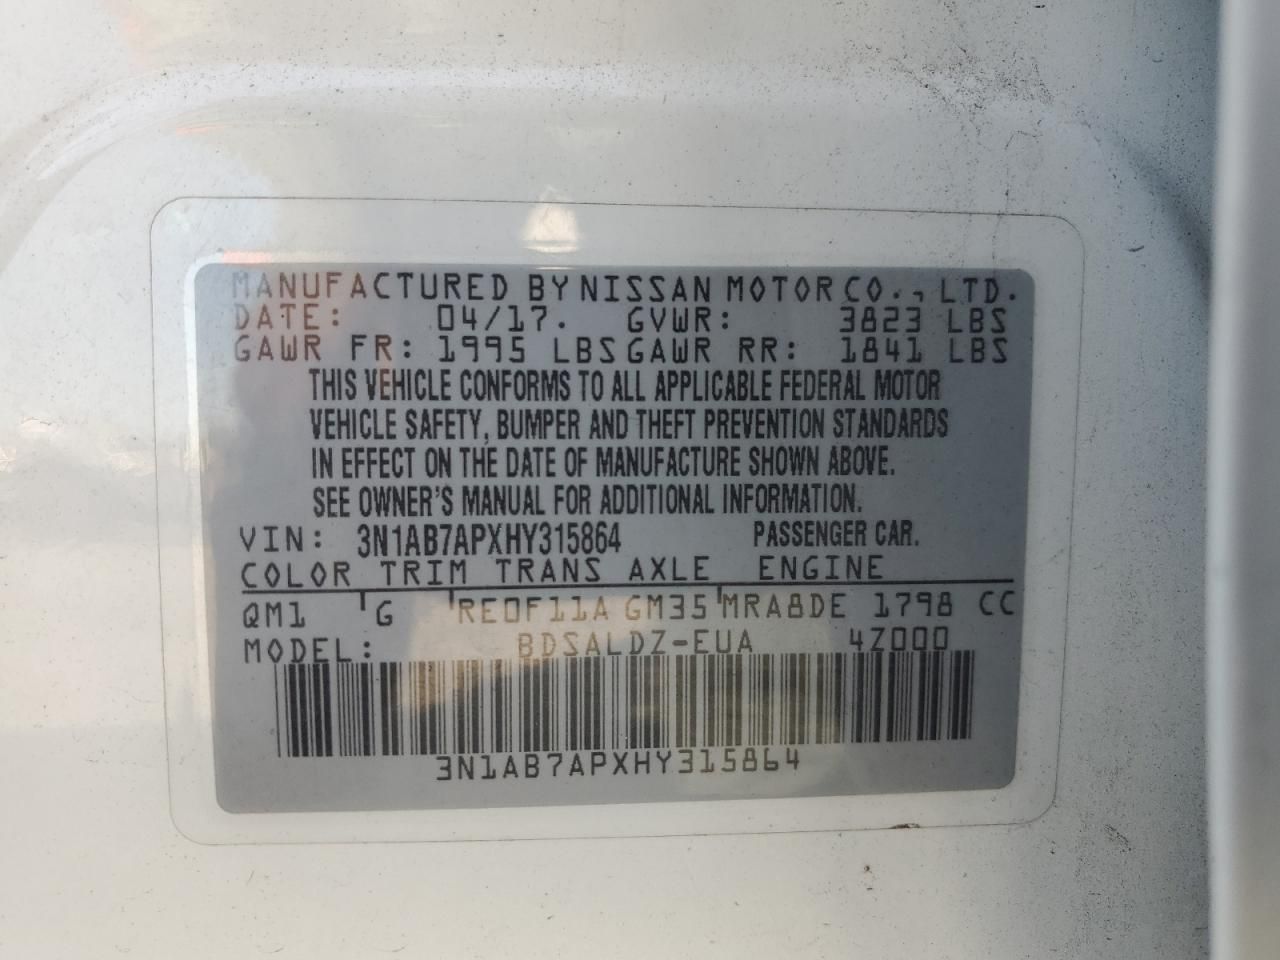 MANUFACTURED BY NISSAN MOTOR CO., LTD.
DATE: 04/17. GVWR: 3823 LBS
GAWR FR: 1995 LBS GAWR RR: 1841 LBS
THIS VEHICLE CONFORMS TO ALL APPLICABLE FEDERAL MOTOR
VEHICLE SAFETY, BUMPER AND THEFT PREVENTION STANDARDS
IN EFFECT ON THE DATE OF MANUFACTURE SHOWN ABOVE.
SEE OWNER'S MANUAL FOR ADDITIONAL INFORMATION.
VIN: 3N1AB7APXHY315864 PASSENGER CAR.
COLOR TRIM TRANS AXLE ENGINE
QM1 G RE0F11A GM35 MRA8DE 1798 CC
MODEL: BDSALDZ-EUA 4Z000
3N1AB7APXHY315864